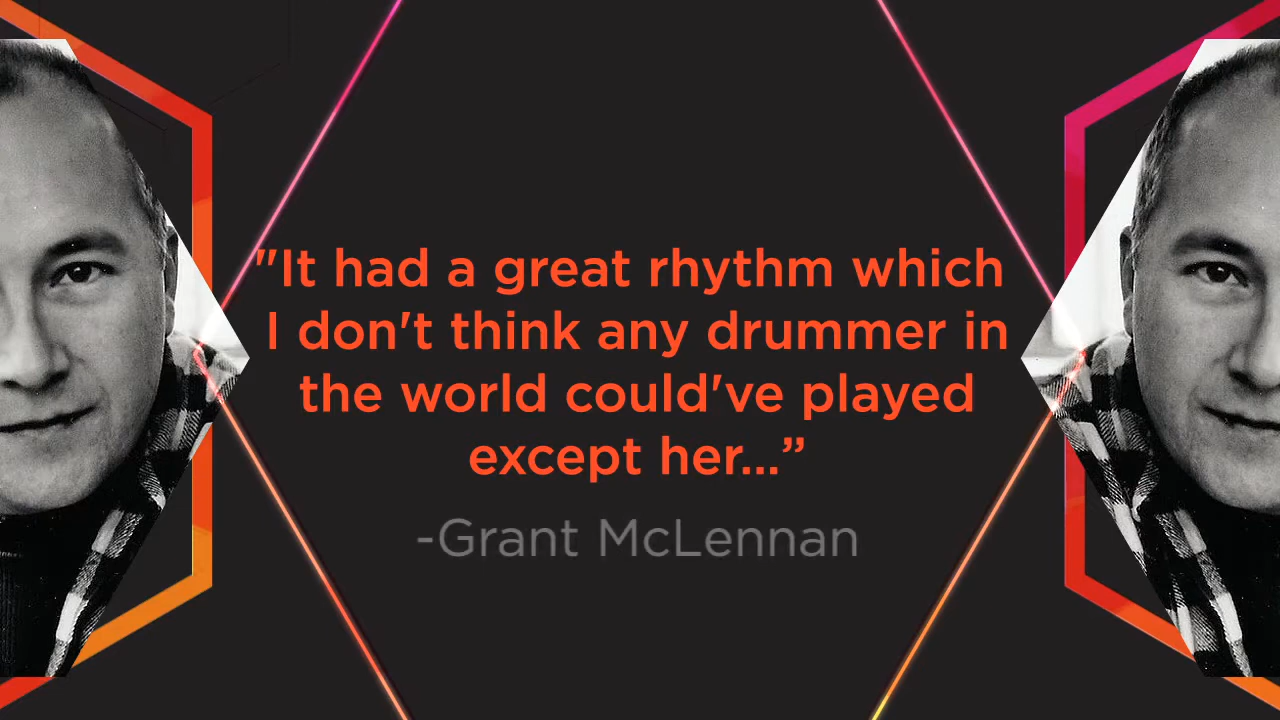 "It had a great rhythm which
I don't think any drummer in
the world could've played
except her...”
-Grant McLennan